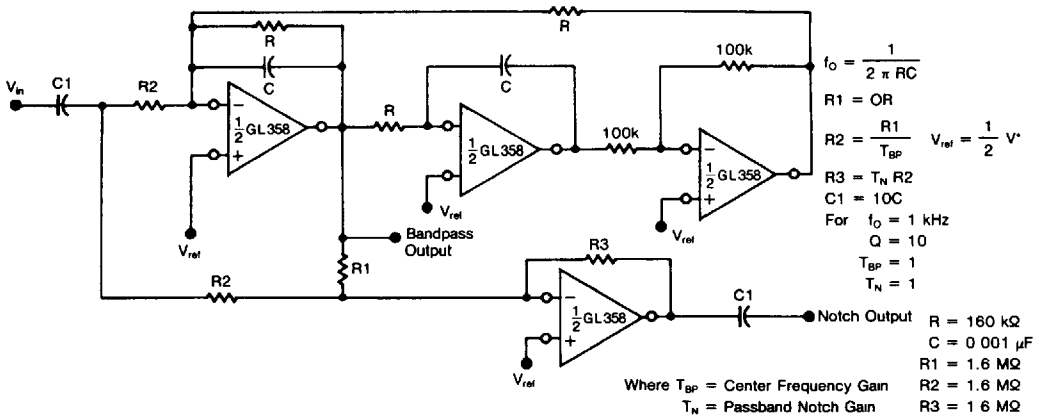 R
R
C
C1
V_in
R2
½ GL358
− +
V_ref
R
C
½ GL358
− +
V_ref
100k
100k
½ GL358
− +
V_ref
Bandpass
Output
R1
R2
R3
½ GL358
− +
V_ref
C1
Notch Output
f_O = 1 / 2 π RC
R1 = OR
R2 = R1 / T_BP V_ref = 1 / 2 V⁺
R3 = T_N R2
C1 = 10C
For f_O = 1 kHz
Q = 10
T_BP = 1
T_N = 1
R = 160 kΩ
C = 0 001 μF
R1 = 1.6 MΩ
Where T_BP = Center Frequency Gain R2 = 1.6 MΩ
T_N = Passband Notch Gain R3 = 1 6 MΩ